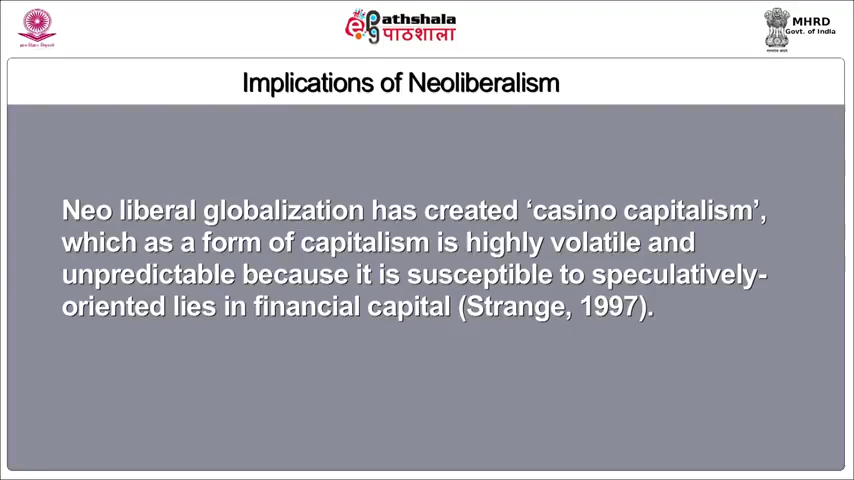 ePathshala
पाठशाला
MHRD
Govt. of India
Implications of Neoliberalism
Neo liberal globalization has created ‘casino capitalism’,
which as a form of capitalism is highly volatile and
unpredictable because it is susceptible to speculatively-
oriented lies in financial capital (Strange, 1997).